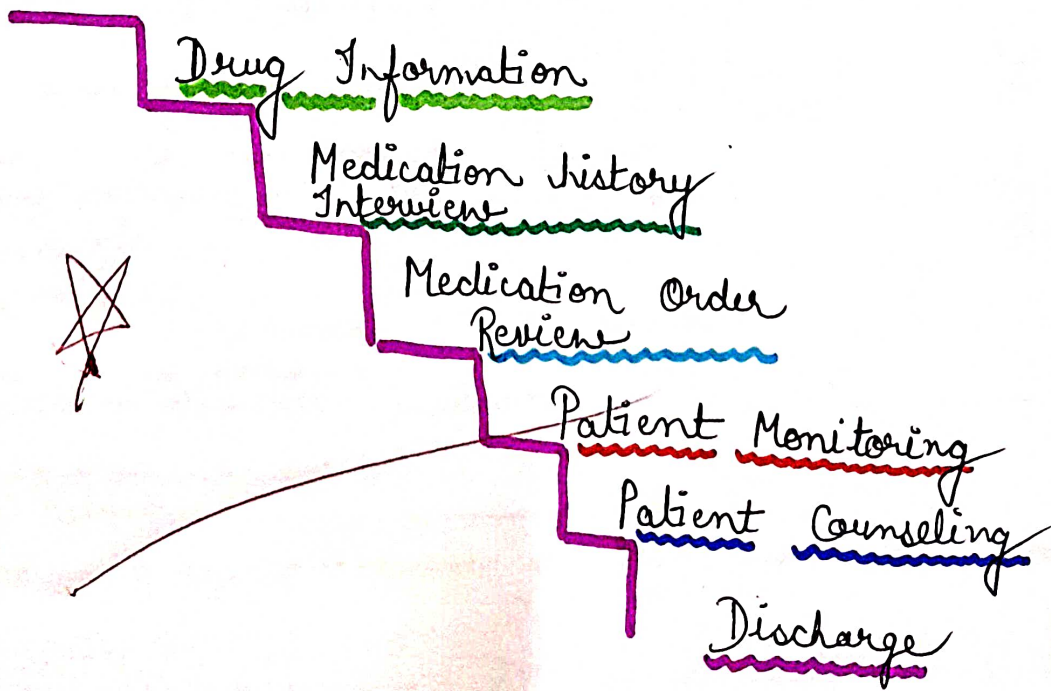 Drug Information
Medication history
Interview
Medication Order
Review
Patient Monitoring
Patient Counseling
Discharge